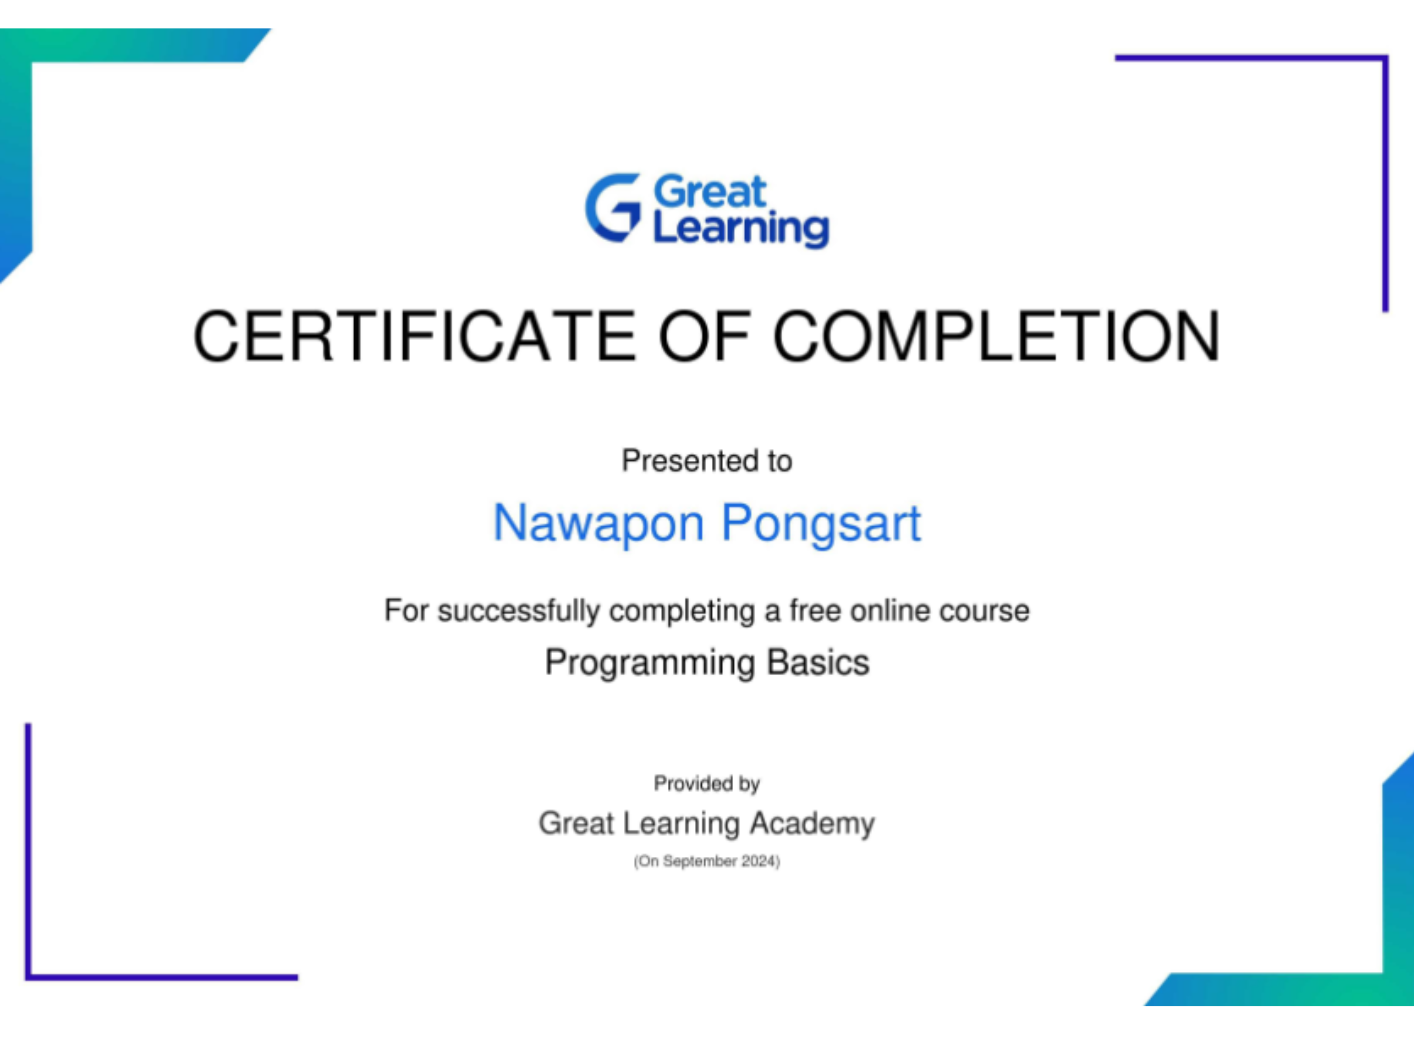 Great
Learning
CERTIFICATE OF COMPLETION
Presented to
Nawapon Pongsart
For successfully completing a free online course
Programming Basics
Provided by
Great Learning Academy
(On September 2024)